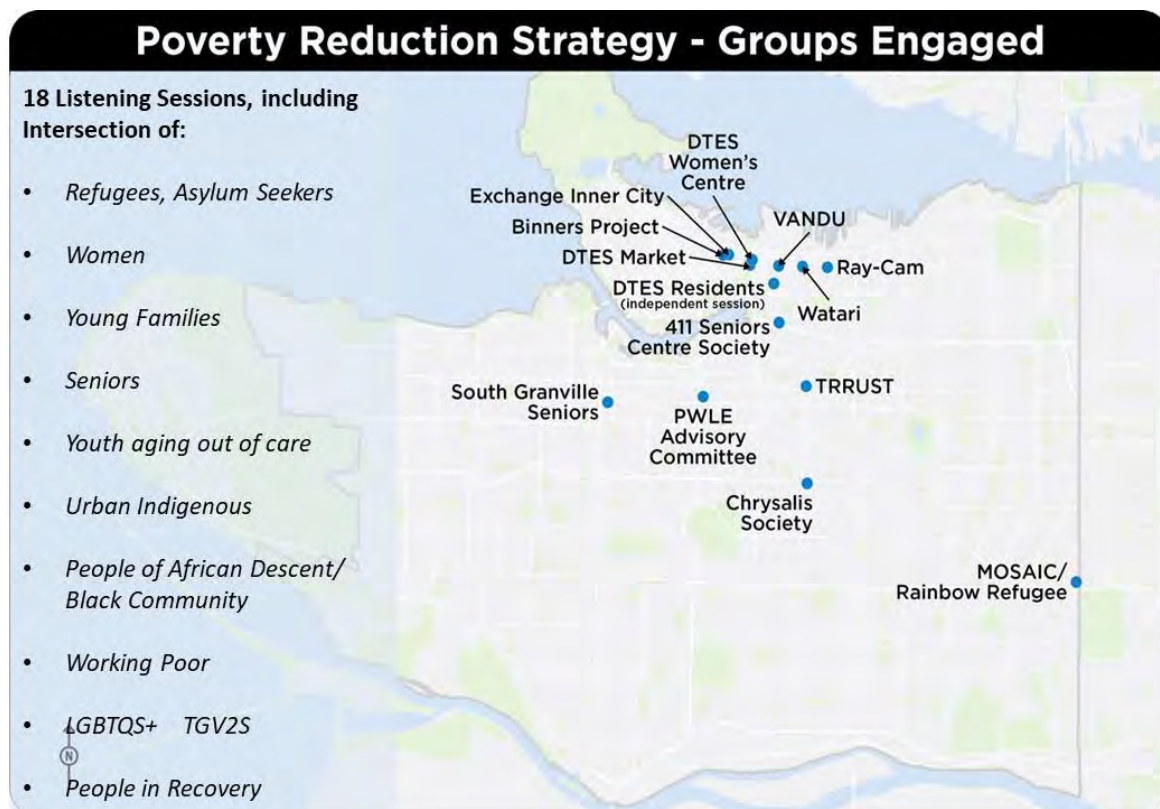 Poverty Reduction Strategy - Groups Engaged
18 Listening Sessions, including
Intersection of:
• Refugees, Asylum Seekers
• Women
• Young Families
• Seniors
• Youth aging out of care
• Urban Indigenous
• People of African Descent/
Black Community
• Working Poor
• LGBTQS+ TGV2S
• People in Recovery
N
DTES
Women's
Centre
Exchange Inner City
Binners Project
VANDU
DTES Market
Ray-Cam
DTES Residents
(independent session)
Watari
411 Seniors
Centre Society
South Granville
Seniors
TRRUST
PWLE
Advisory
Committee
Chrysalis
Society
MOSAIC/
Rainbow Refugee